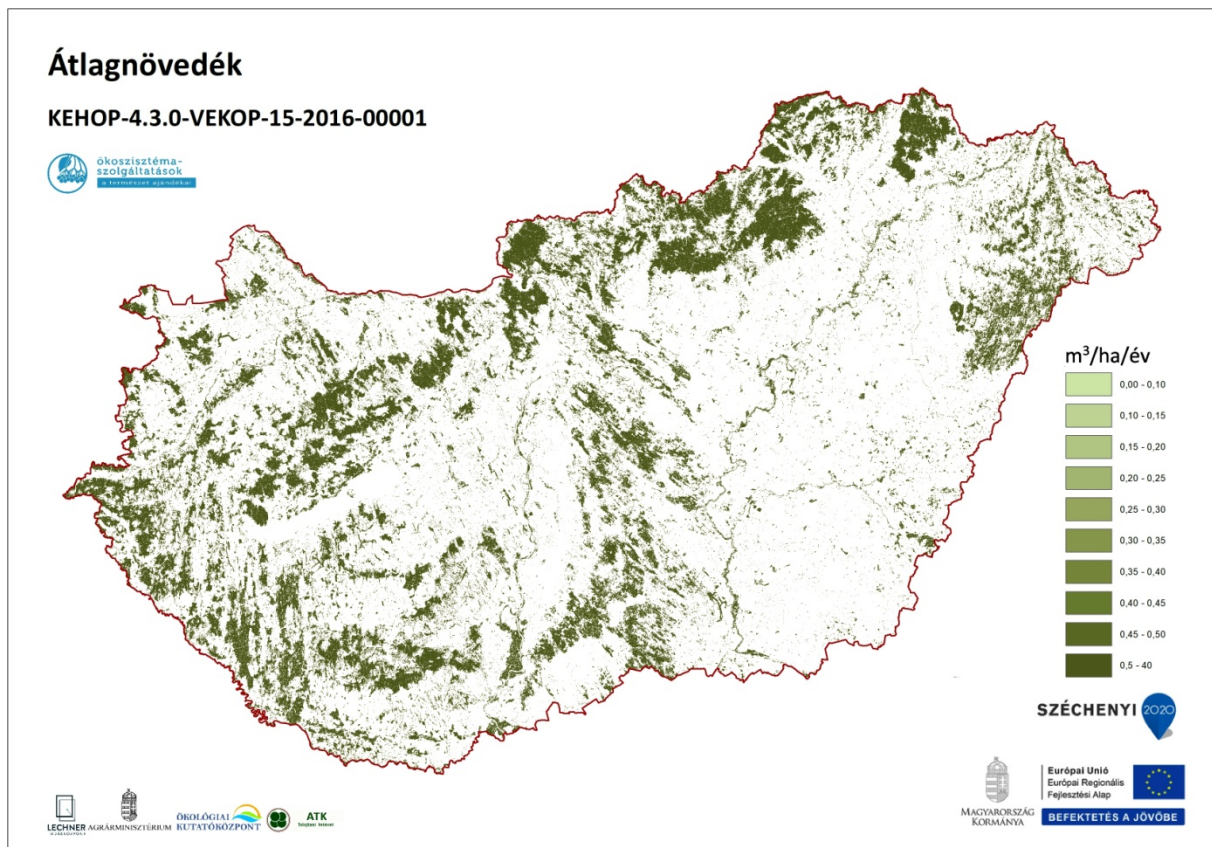 Átlagnövedék
KEHOP-4.3.0-VEKOP-15-2016-00001
ökoszisztéma-
szolgáltatások
a természet ajándékai
m³/ha/év
0,00 - 0,10
0,10 - 0,15
0,15 - 0,20
0,20 - 0,25
0,25 - 0,30
0,30 - 0,35
0,35 - 0,40
0,40 - 0,45
0,45 - 0,50
0,5 - 40
SZÉCHENYI 2020
LECHNER
AGRÁRMINISZTÉRIUM
ÖKOLÓGIAI
KUTATÓKÖZPONT
ATK
MAGYARORSZÁG
KORMÁNYA
Európai Unió
Európai Regionális
Fejlesztési Alap
BEFEKTETÉS A JÖVŐBE